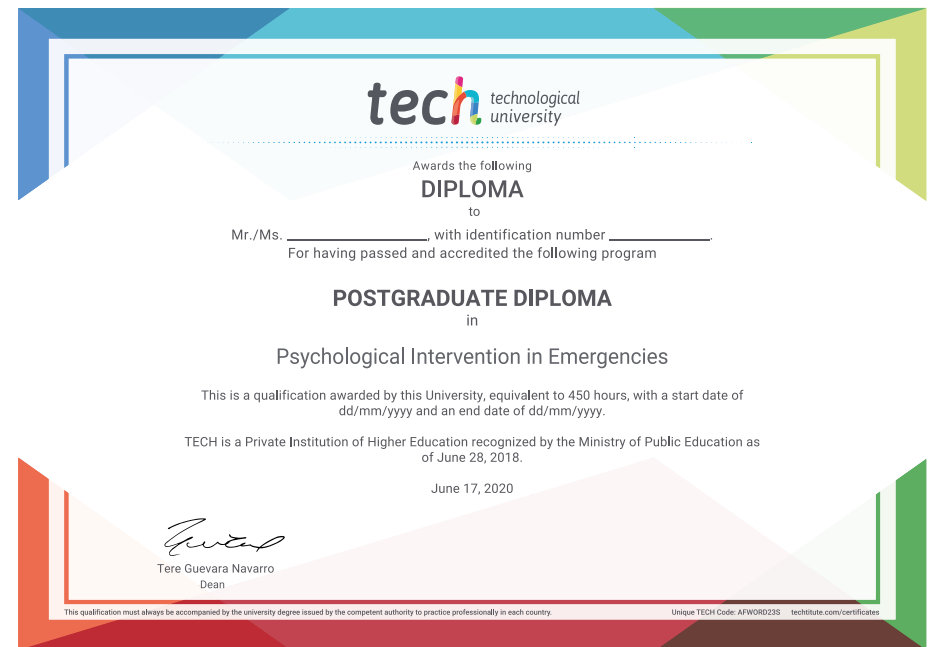 tech technological
university
Awards the following
DIPLOMA
to
Mr./Ms. ____________________, with identification number ______________.
For having passed and accredited the following program
POSTGRADUATE DIPLOMA
in
Psychological Intervention in Emergencies
This is a qualification awarded by this University, equivalent to 450 hours, with a start date of
dd/mm/yyyy and an end date of dd/mm/yyyy.
TECH is a Private Institution of Higher Education recognized by the Ministry of Public Education as
of June 28, 2018.
June 17, 2020
Tere Guevara Navarro
Dean
This qualification must always be accompanied by the university degree issued by the competent authority to practice professionally in each country. Unique TECH Code: AFWORD23S techtitute.com/certificates